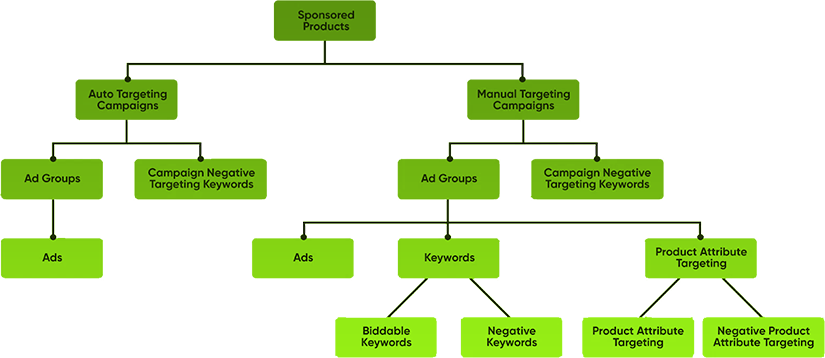 Sponsored
Products
Auto Targeting
Campaigns
Manual Targeting
Campaigns
Ad Groups
Campaign Negative
Targeting Keywords
Ad Groups
Campaign Negative
Targeting Keywords
Ads
Ads
Keywords
Product Attribute
Targeting
Biddable
Keywords
Negative
Keywords
Product Attribute
Targeting
Negative Product
Attribute Targeting